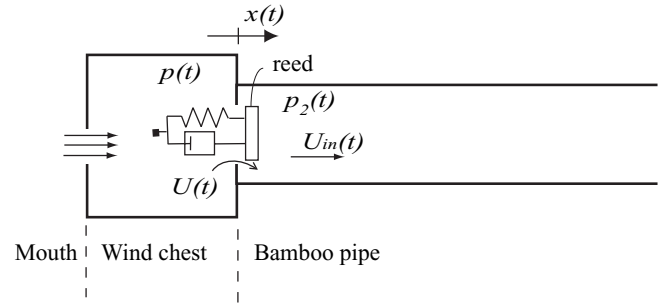 x(t)
p(t)
reed
p₂(t)
Uin(t)
U(t)
Mouth Wind chest Bamboo pipe